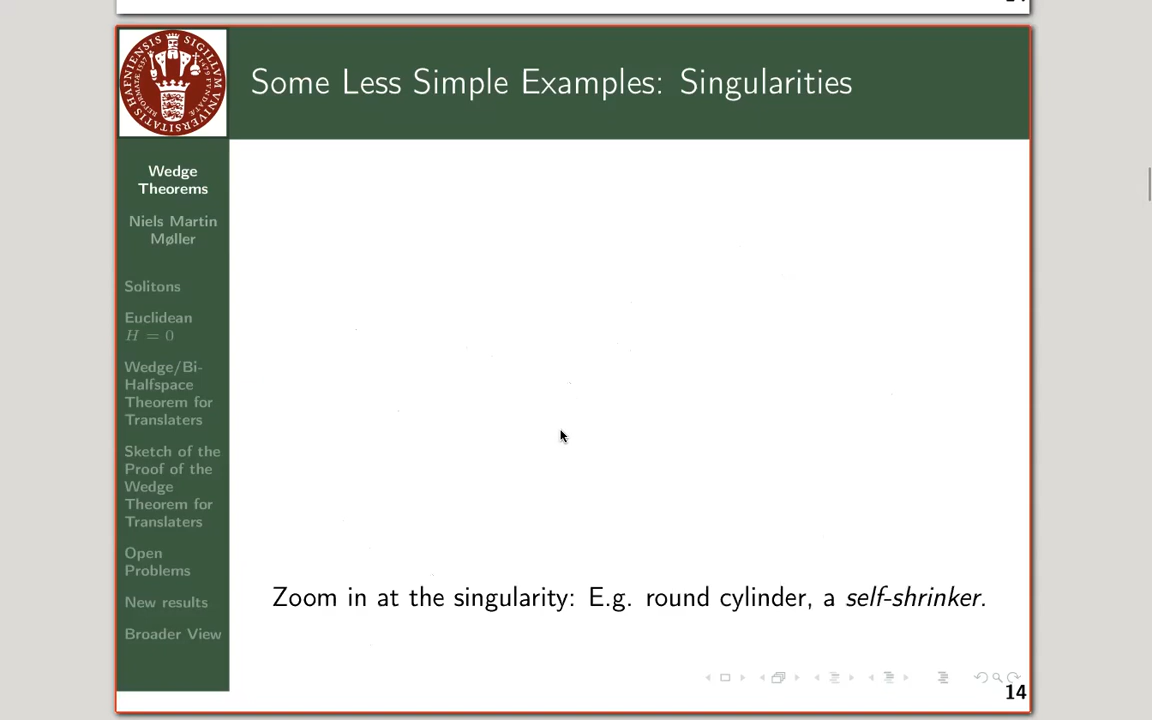 Some Less Simple Examples: Singularities
Wedge
Theorems
Niels Martin
Møller
Solitons
Euclidean
H = 0
Wedge/Bi-
Halfspace
Theorem for
Translaters
Sketch of the
Proof of the
Wedge
Theorem for
Translaters
Open
Problems
New results
Broader View
Zoom in at the singularity: E.g. round cylinder, a self-shrinker.
14